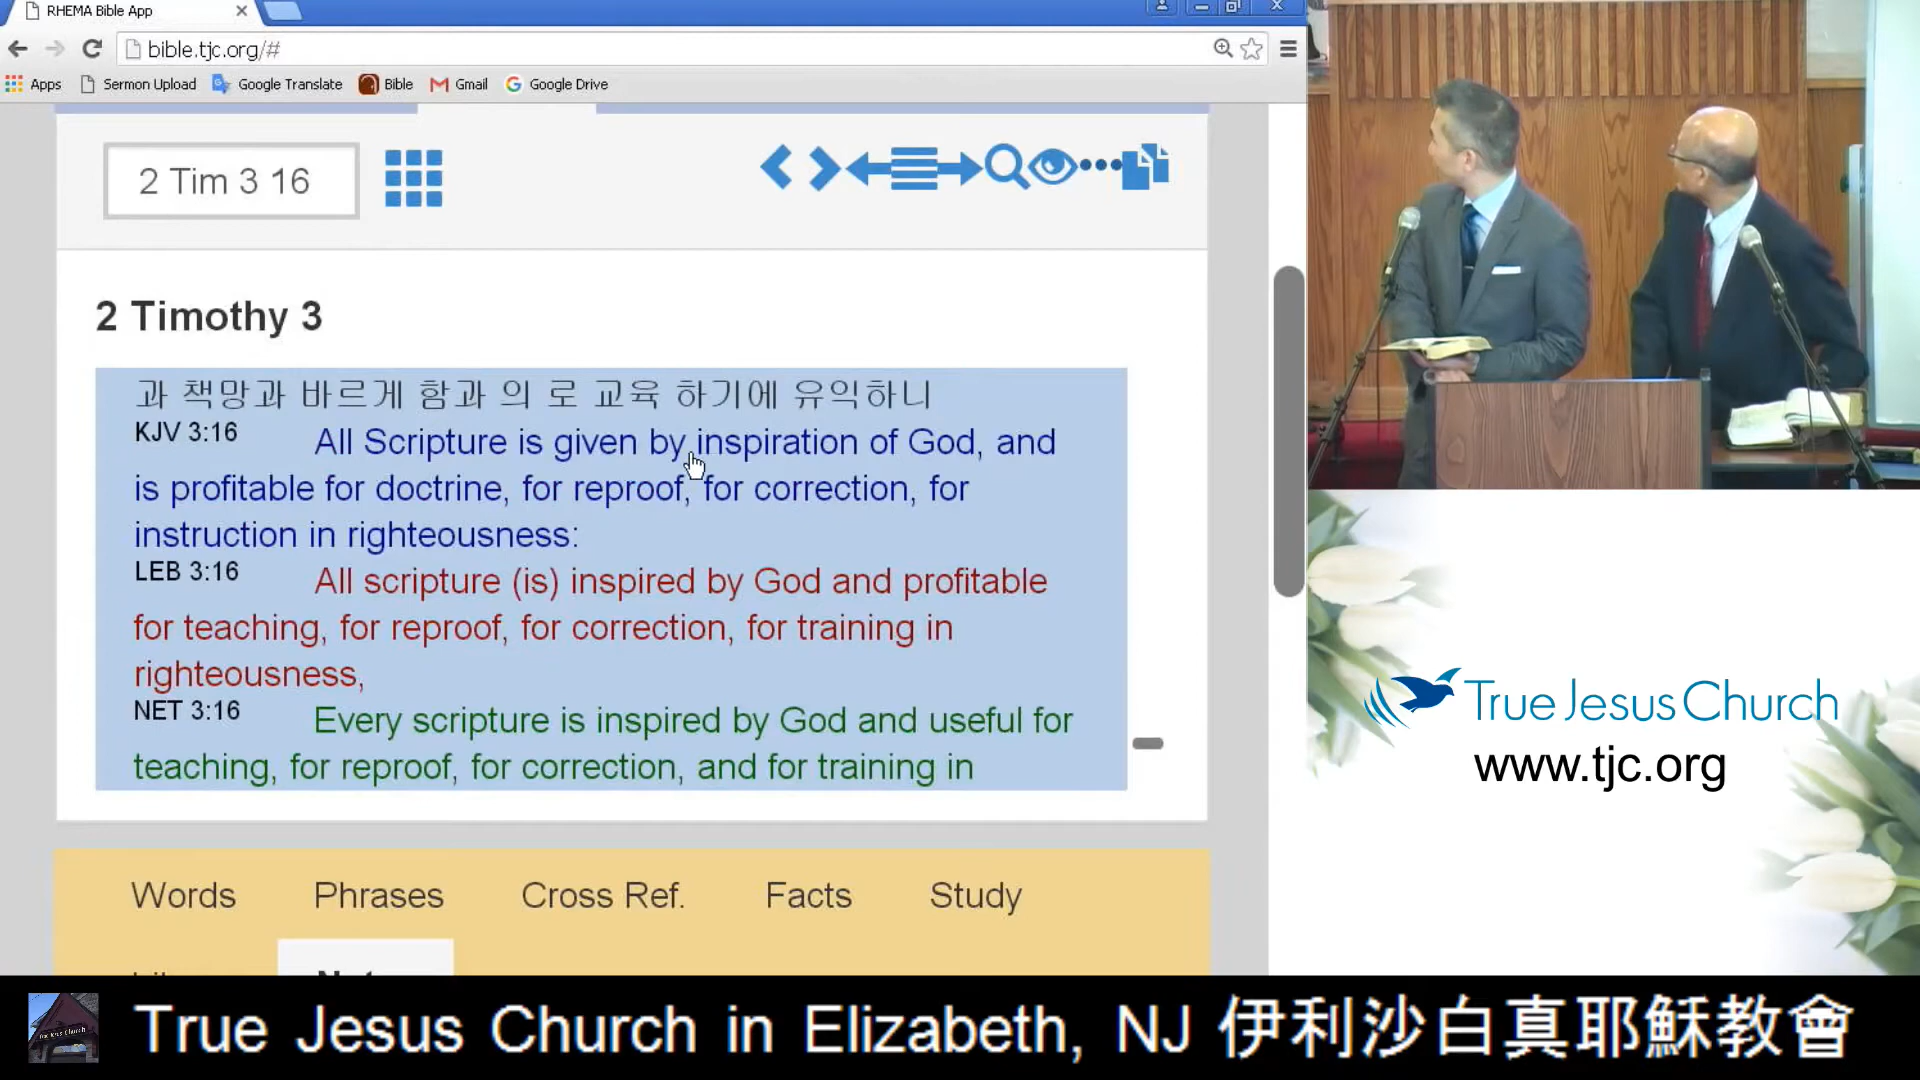 RHEMA Bible App
bible.tjc.org/#
Apps Sermon Upload Google Translate Bible Gmail Google Drive
2 Tim 3 16
2 Timothy 3
과 책망과 바르게 함과 의 로 교육 하기에 유익하니
KJV 3:16 All Scripture is given by inspiration of God, and
is profitable for doctrine, for reproof, for correction, for
instruction in righteousness:
LEB 3:16 All scripture (is) inspired by God and profitable
for teaching, for reproof, for correction, for training in
righteousness,
NET 3:16 Every scripture is inspired by God and useful for
teaching, for reproof, for correction, and for training in
Words Phrases Cross Ref. Facts Study
True Jesus Church
www.tjc.org
True Jesus Church in Elizabeth, NJ 伊利沙白真耶穌教會